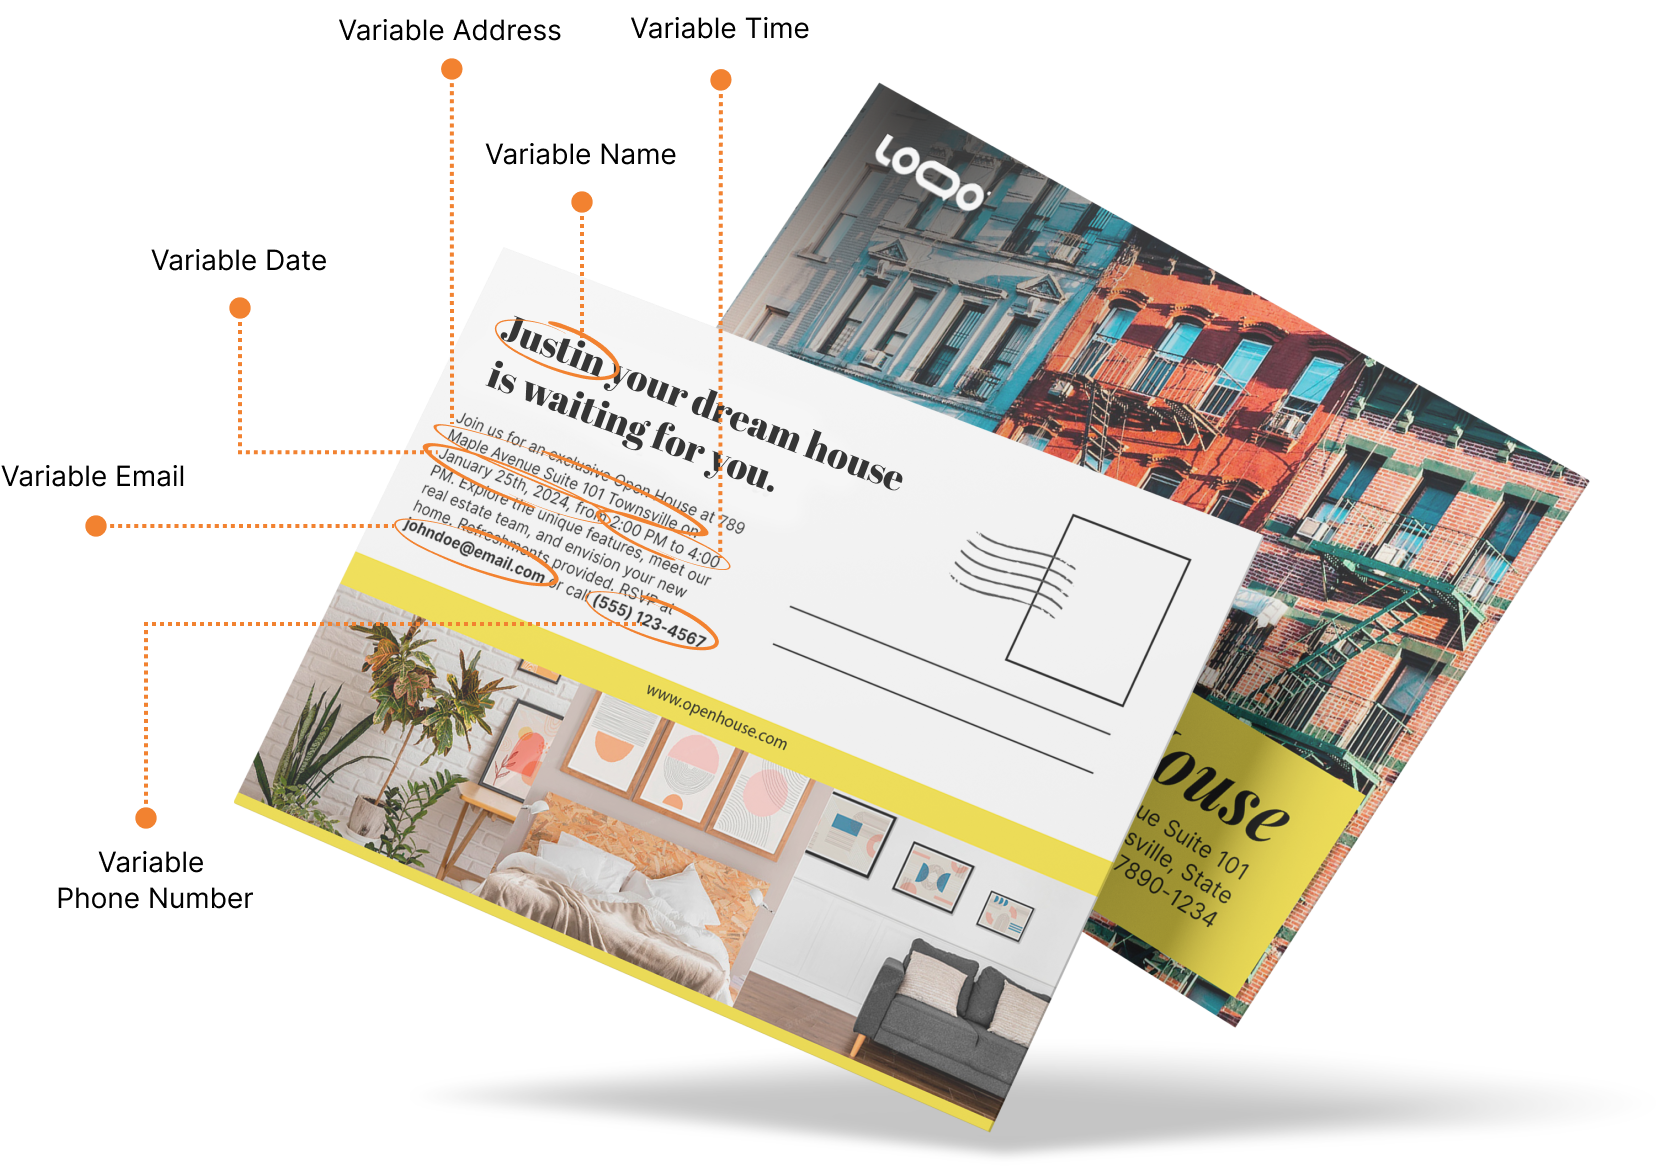 Variable Address
Variable Time
Variable Name
Variable Date
Variable Email
Variable
Phone Number
LOQO
Justin your dream house
is waiting for you.
Join us for an exclusive Open House at 789
Maple Avenue Suite 101 Townsville on
January 25th, 2024, from 2:00 PM to 4:00
PM. Explore the unique features, meet our
real estate team, and envision your new
home. Refreshments provided. RSVP at
johndoe@email.com or call (555) 123-4567
www.openhouse.com
ouse
ue Suite 101
sville, State
7890-1234